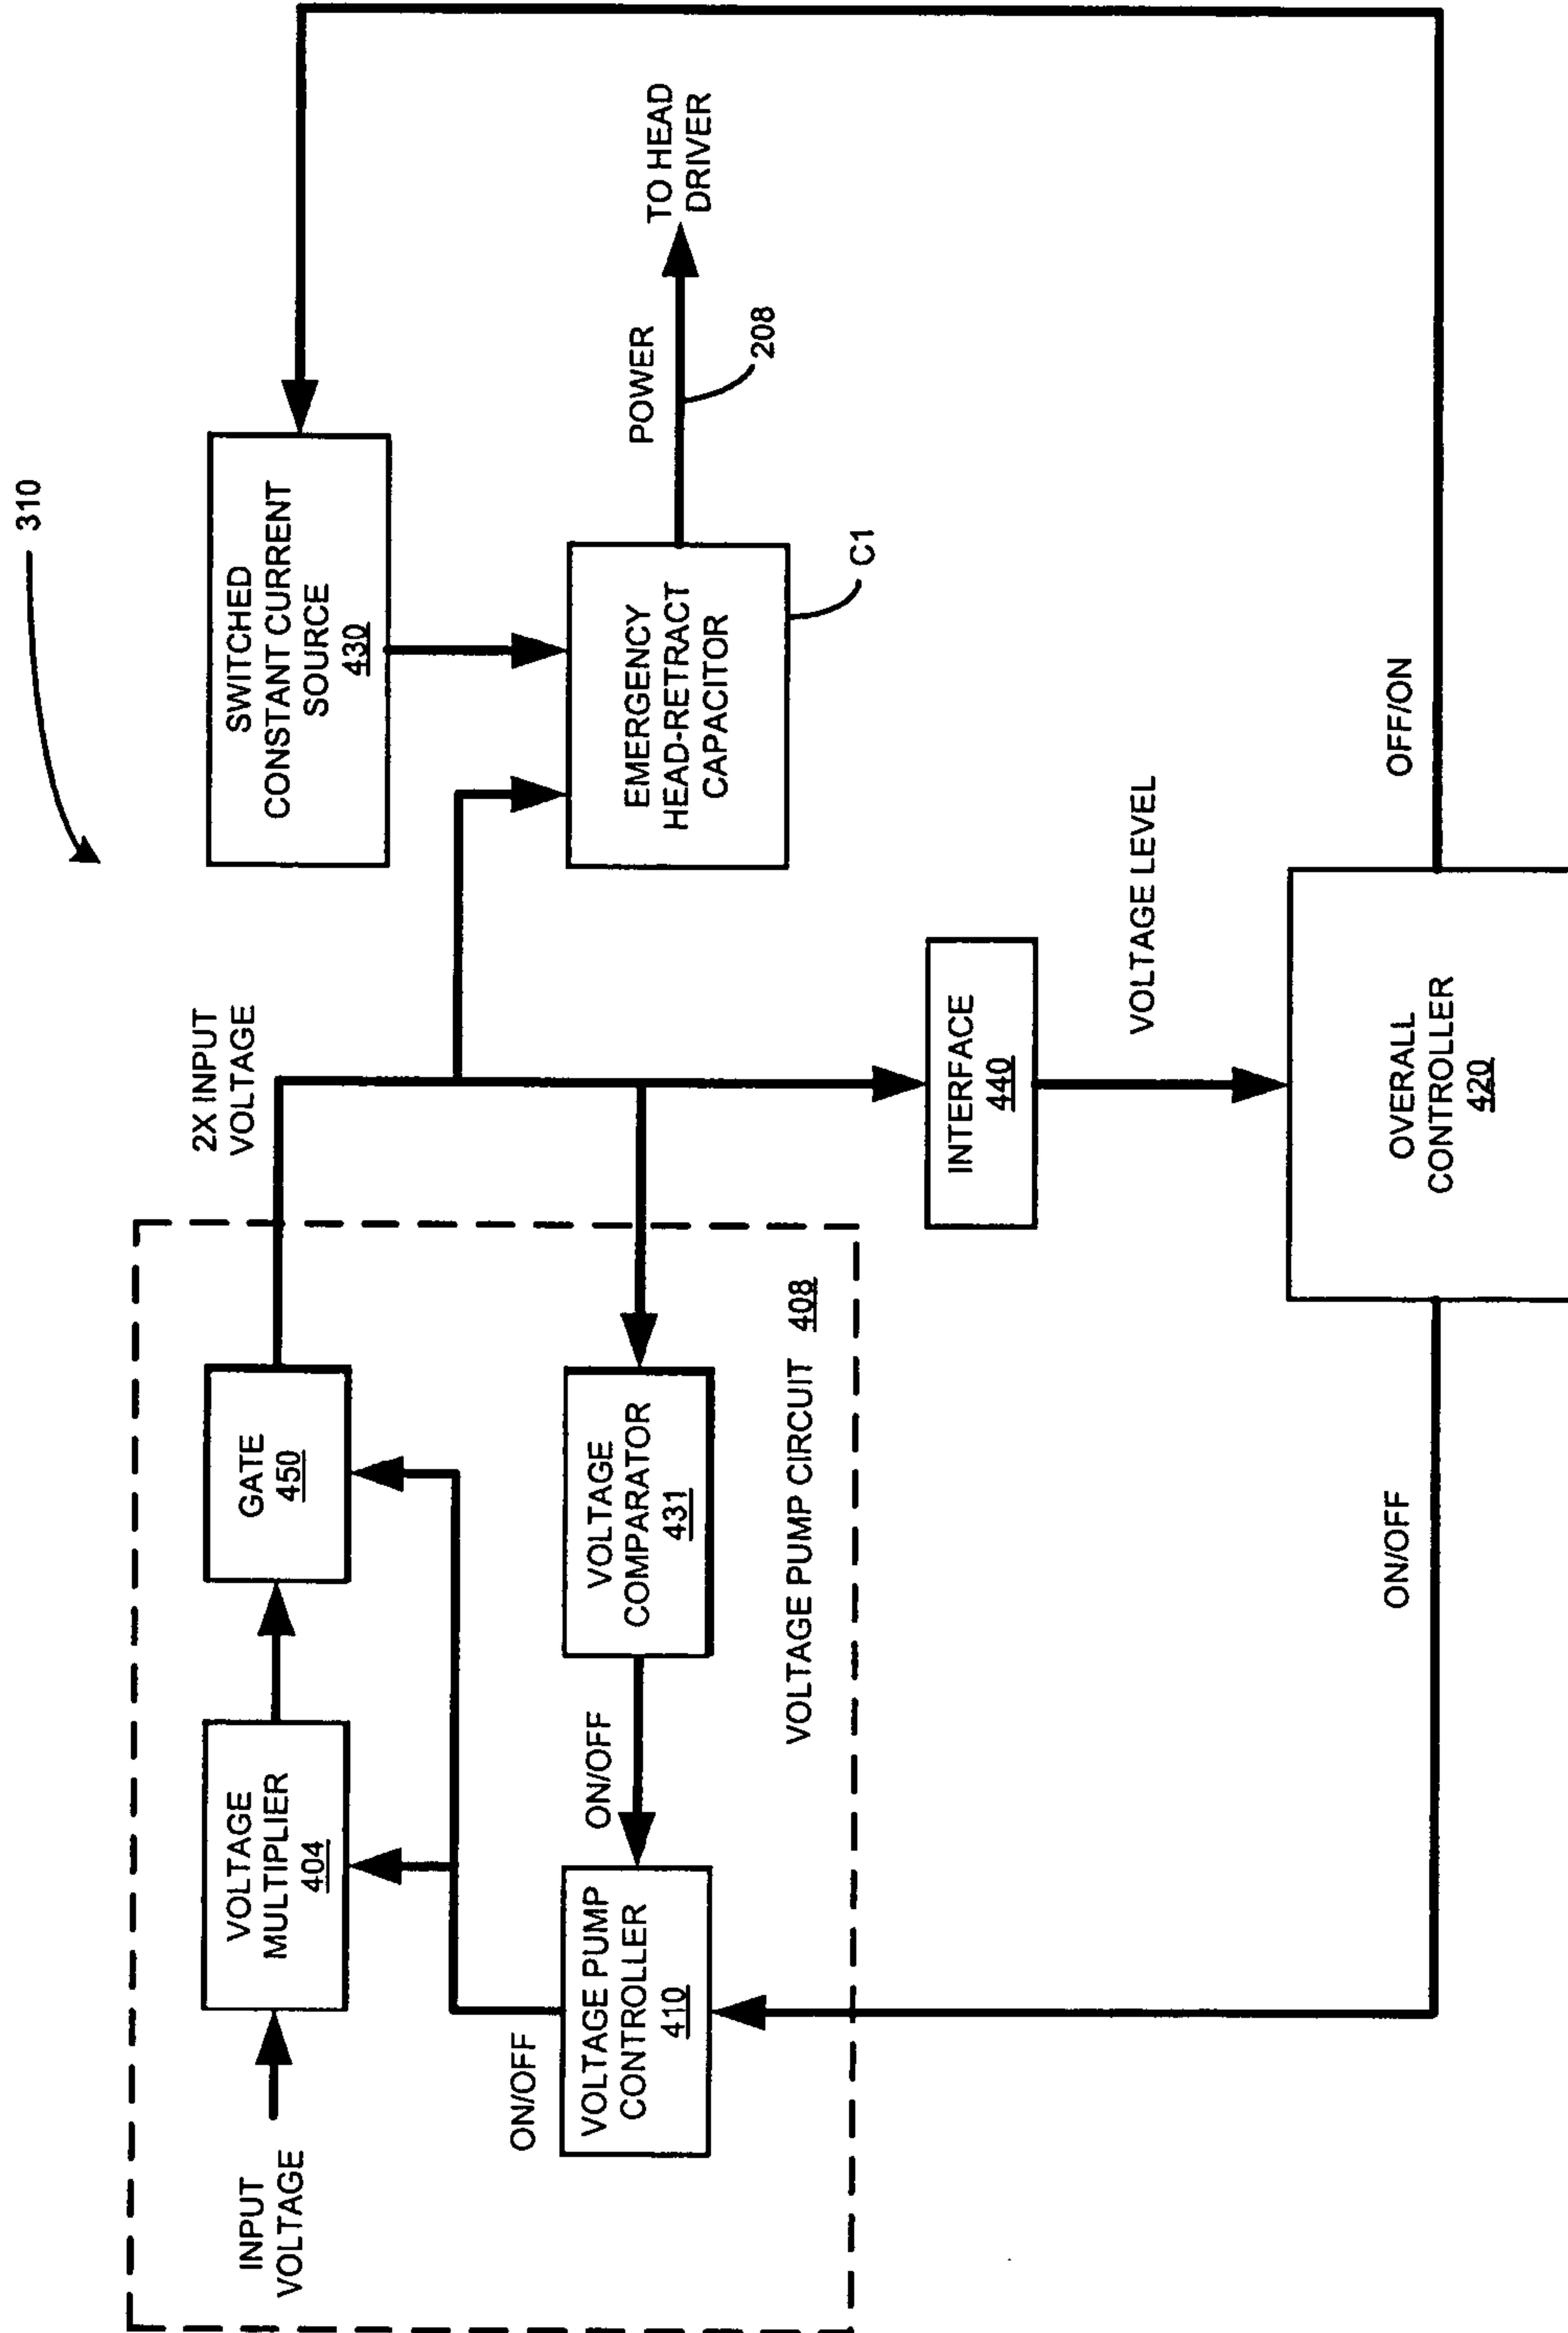 310
INPUT
VOLTAGE
VOLTAGE
MULTIPLIER
404
GATE
450
2X INPUT
VOLTAGE
SWITCHED
CONSTANT CURRENT
SOURCE
430
ON/OFF
VOLTAGE PUMP
CONTROLLER
410
ON/OFF
VOLTAGE
COMPARATOR
431
EMERGENCY
HEAD-RETRACT
CAPACITOR
C1
POWER
208
TO HEAD
DRIVER
VOLTAGE PUMP CIRCUIT 408
INTERFACE
440
VOLTAGE LEVEL
ON/OFF
OVERALL
CONTROLLER
420
OFF/ON